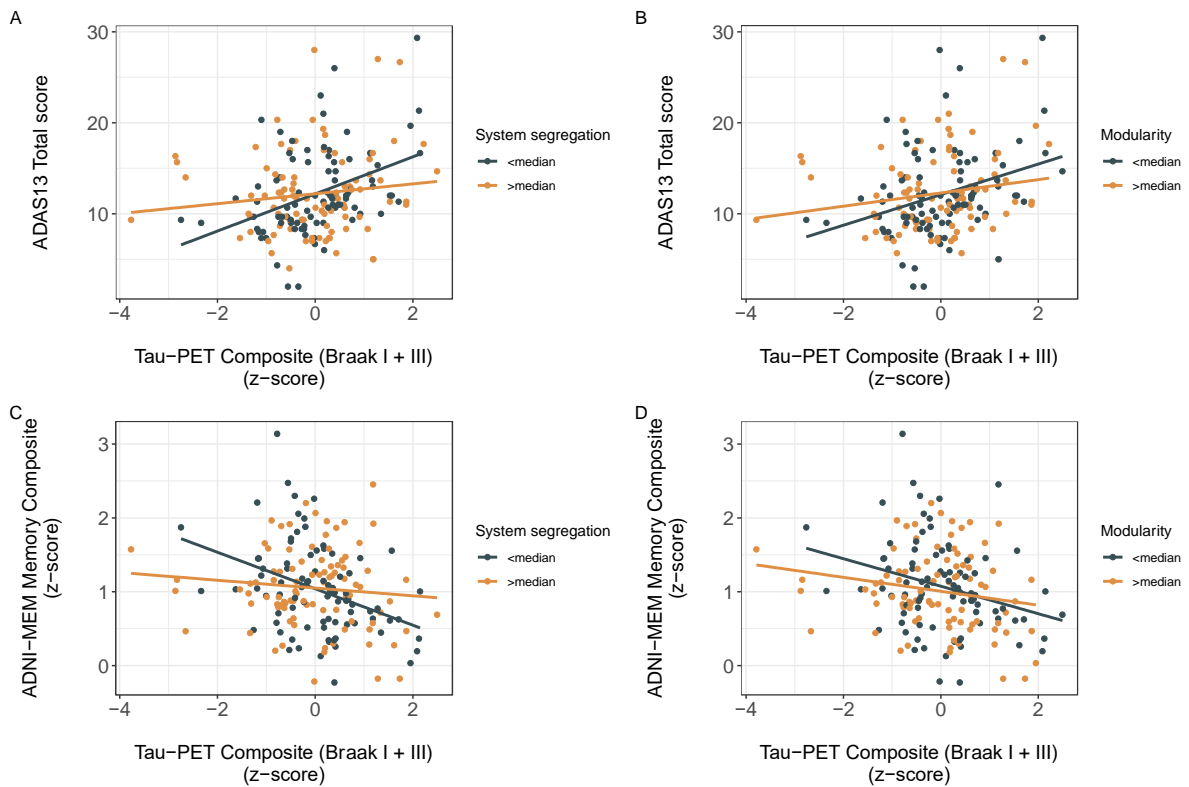 A
ADAS13 Total score
30
20
10
−4
−2
0
2
Tau−PET Composite (Braak I + III)
(z−score)
System segregation
<median
>median
B
ADAS13 Total score
30
20
10
−4
−2
0
2
Tau−PET Composite (Braak I + III)
(z−score)
Modularity
<median
>median
C
ADNI−MEM Memory Composite
(z−score)
3
2
1
0
−4
−2
0
2
Tau−PET Composite (Braak I + III)
(z−score)
System segregation
<median
>median
D
ADNI−MEM Memory Composite
(z−score)
3
2
1
0
−4
−2
0
2
Tau−PET Composite (Braak I + III)
(z−score)
Modularity
<median
>median